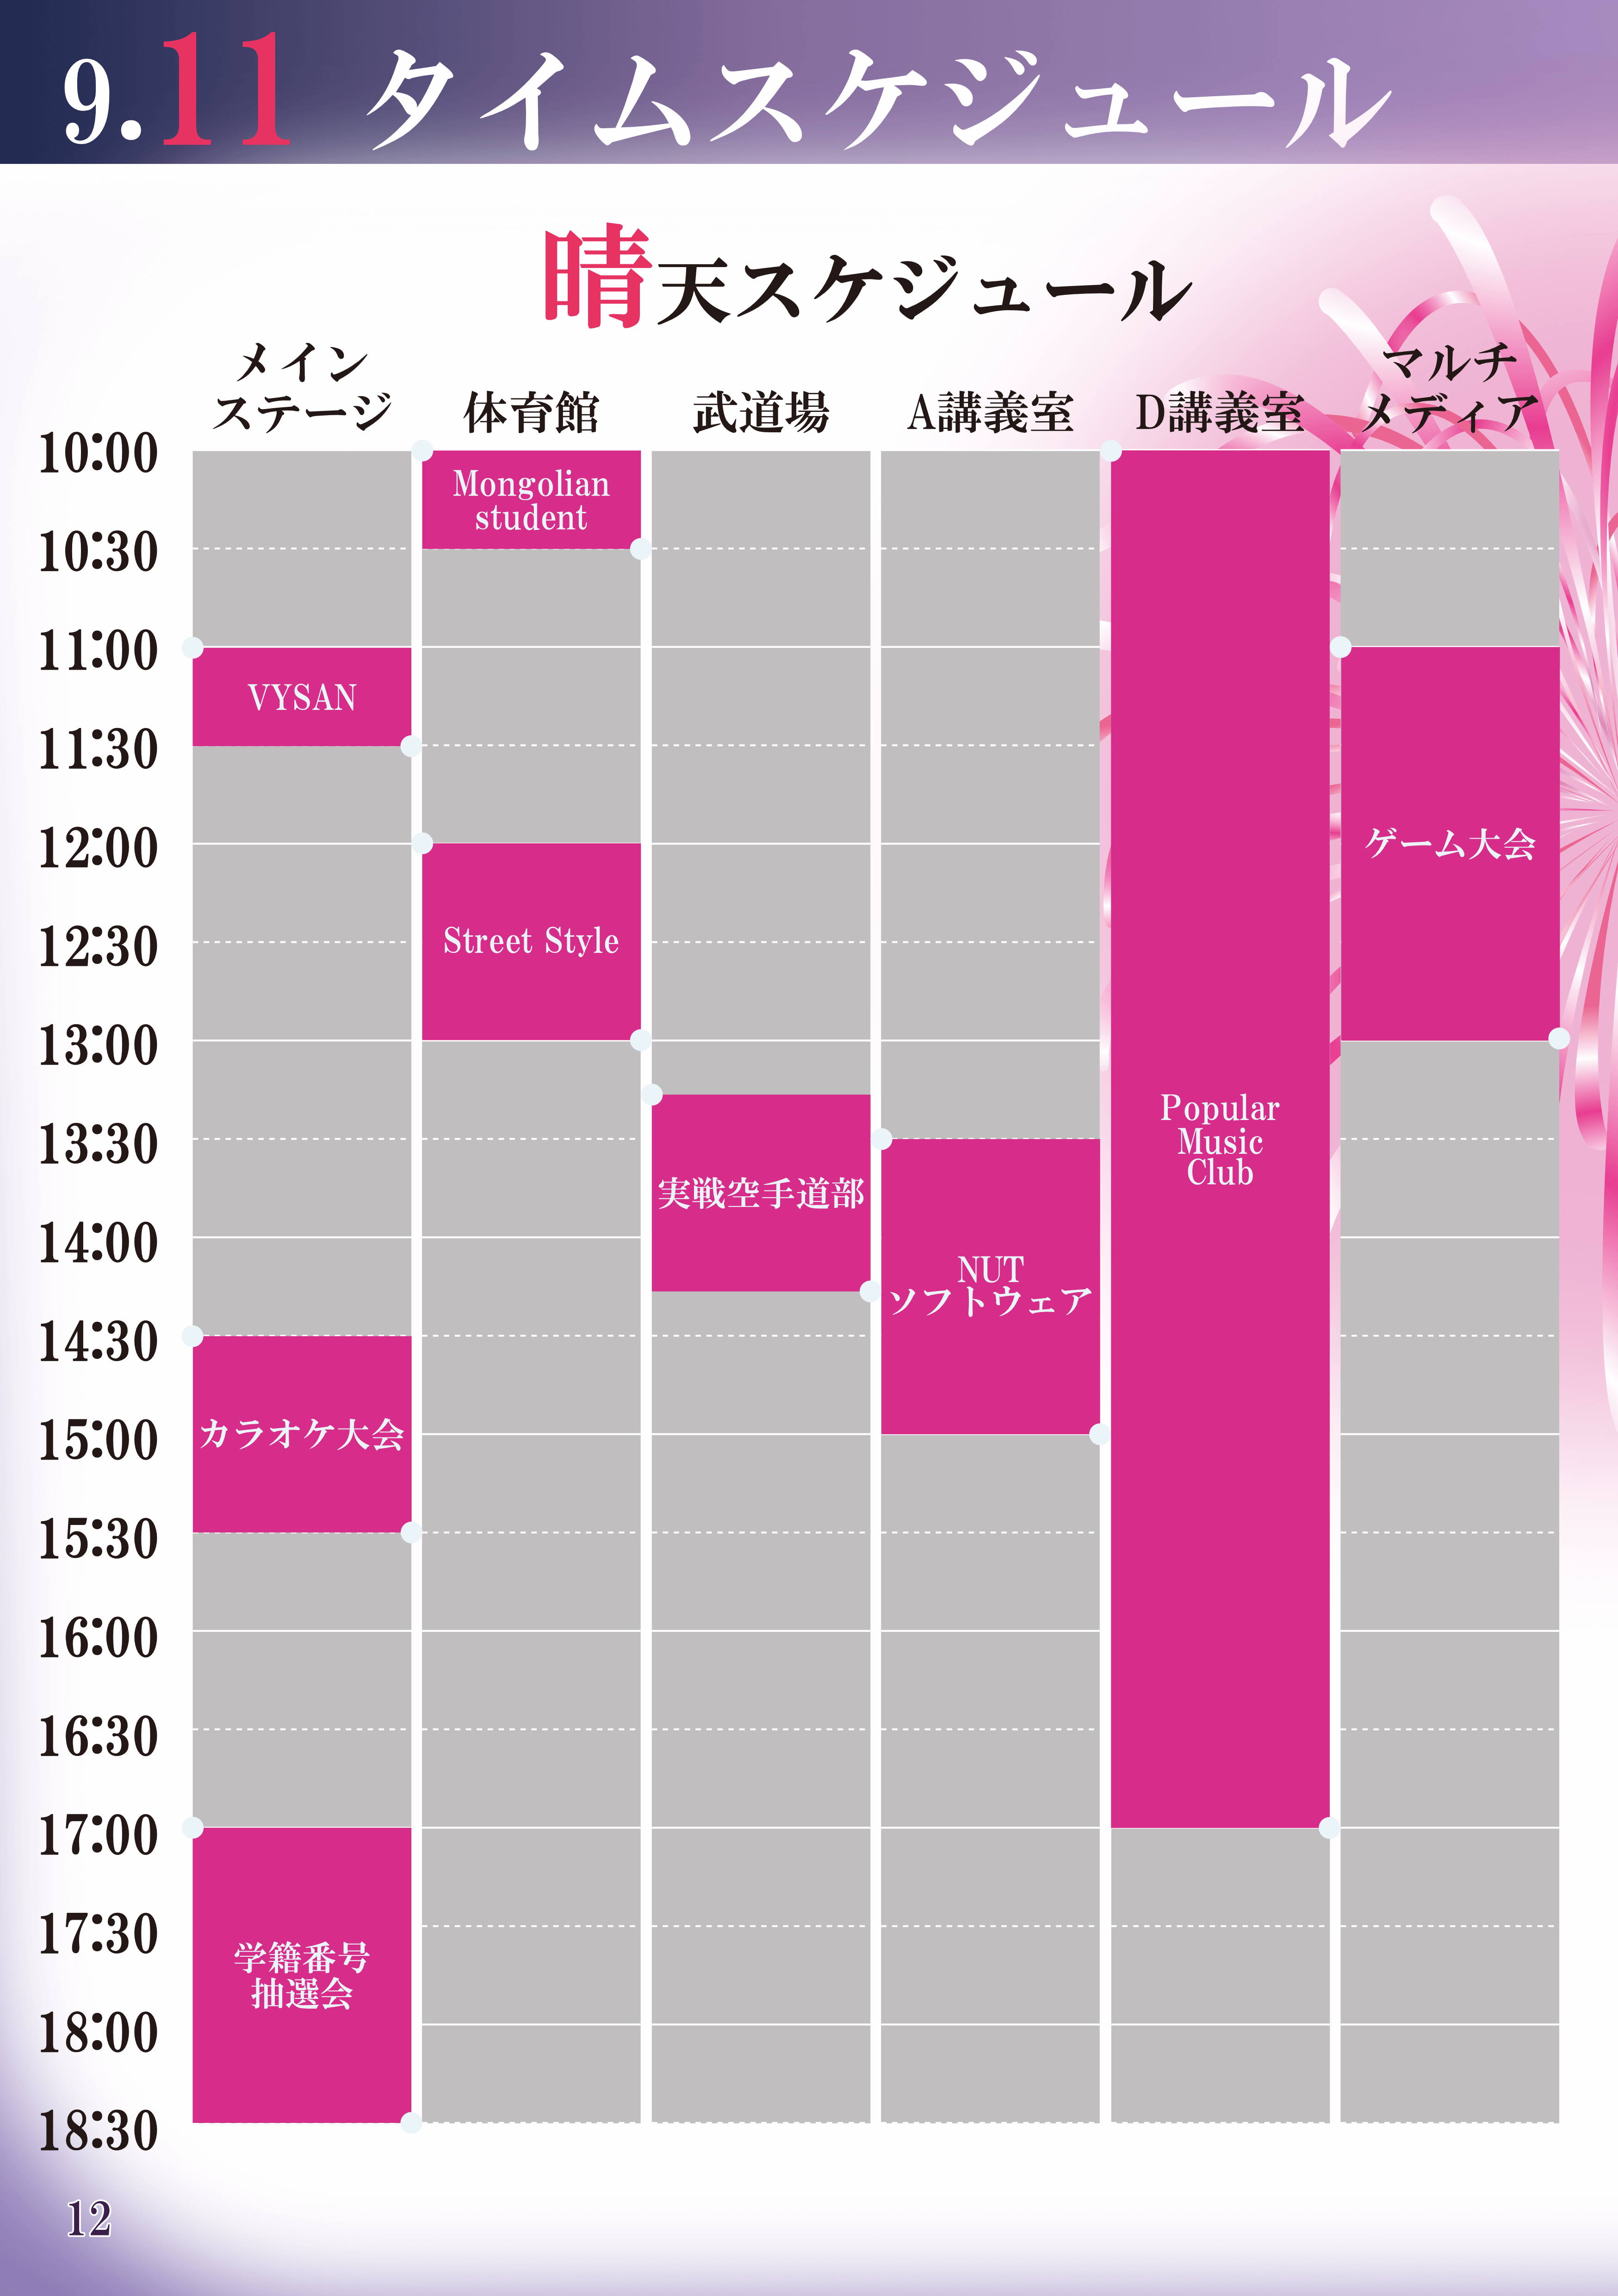 9.11 タイムスケジュール
晴天スケジュール
メイン
ステージ
体育館
武道場
A講義室
D講義室
マルチ
メディア
10:00
10:30
11:00
11:30
12:00
12:30
13:00
13:30
14:00
14:30
15:00
15:30
16:00
16:30
17:00
17:30
18:00
18:30
VYSAN
カラオケ大会
学籍番号
抽選会
Mongolian
student
Street Style
実戦空手道部
NUT
ソフトウェア
Popular
Music
Club
ゲーム大会
12